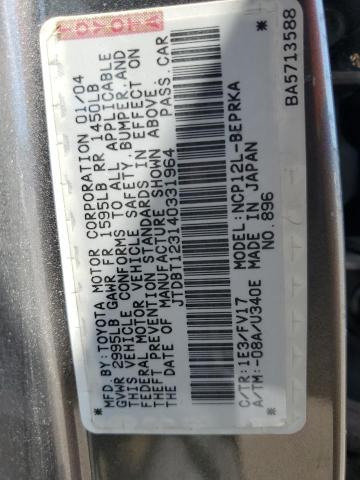 TOYOTA
*MFD.BY:TOYOTA MOTOR CORPORATION 01/04
GVWR 2995LB GAWR FR 1595LB RR 1450LB
THIS VEHICLE CONFORMS TO ALL APPLICABLE
FEDERAL MOTOR VEHICLE SAFETY,BUMPER,AND
THEFT PREVENTION STANDARDS IN EFFECT ON
THE DATE OF MANUFACTURE SHOWN ABOVE
JTDBT123140331964 PASS.CAR
C/TR:1E3/FV17 MODEL:NCP12L-BEPRKA
A/TM:-08A/U340E MADE IN JAPAN
* NO.896 BA5713588